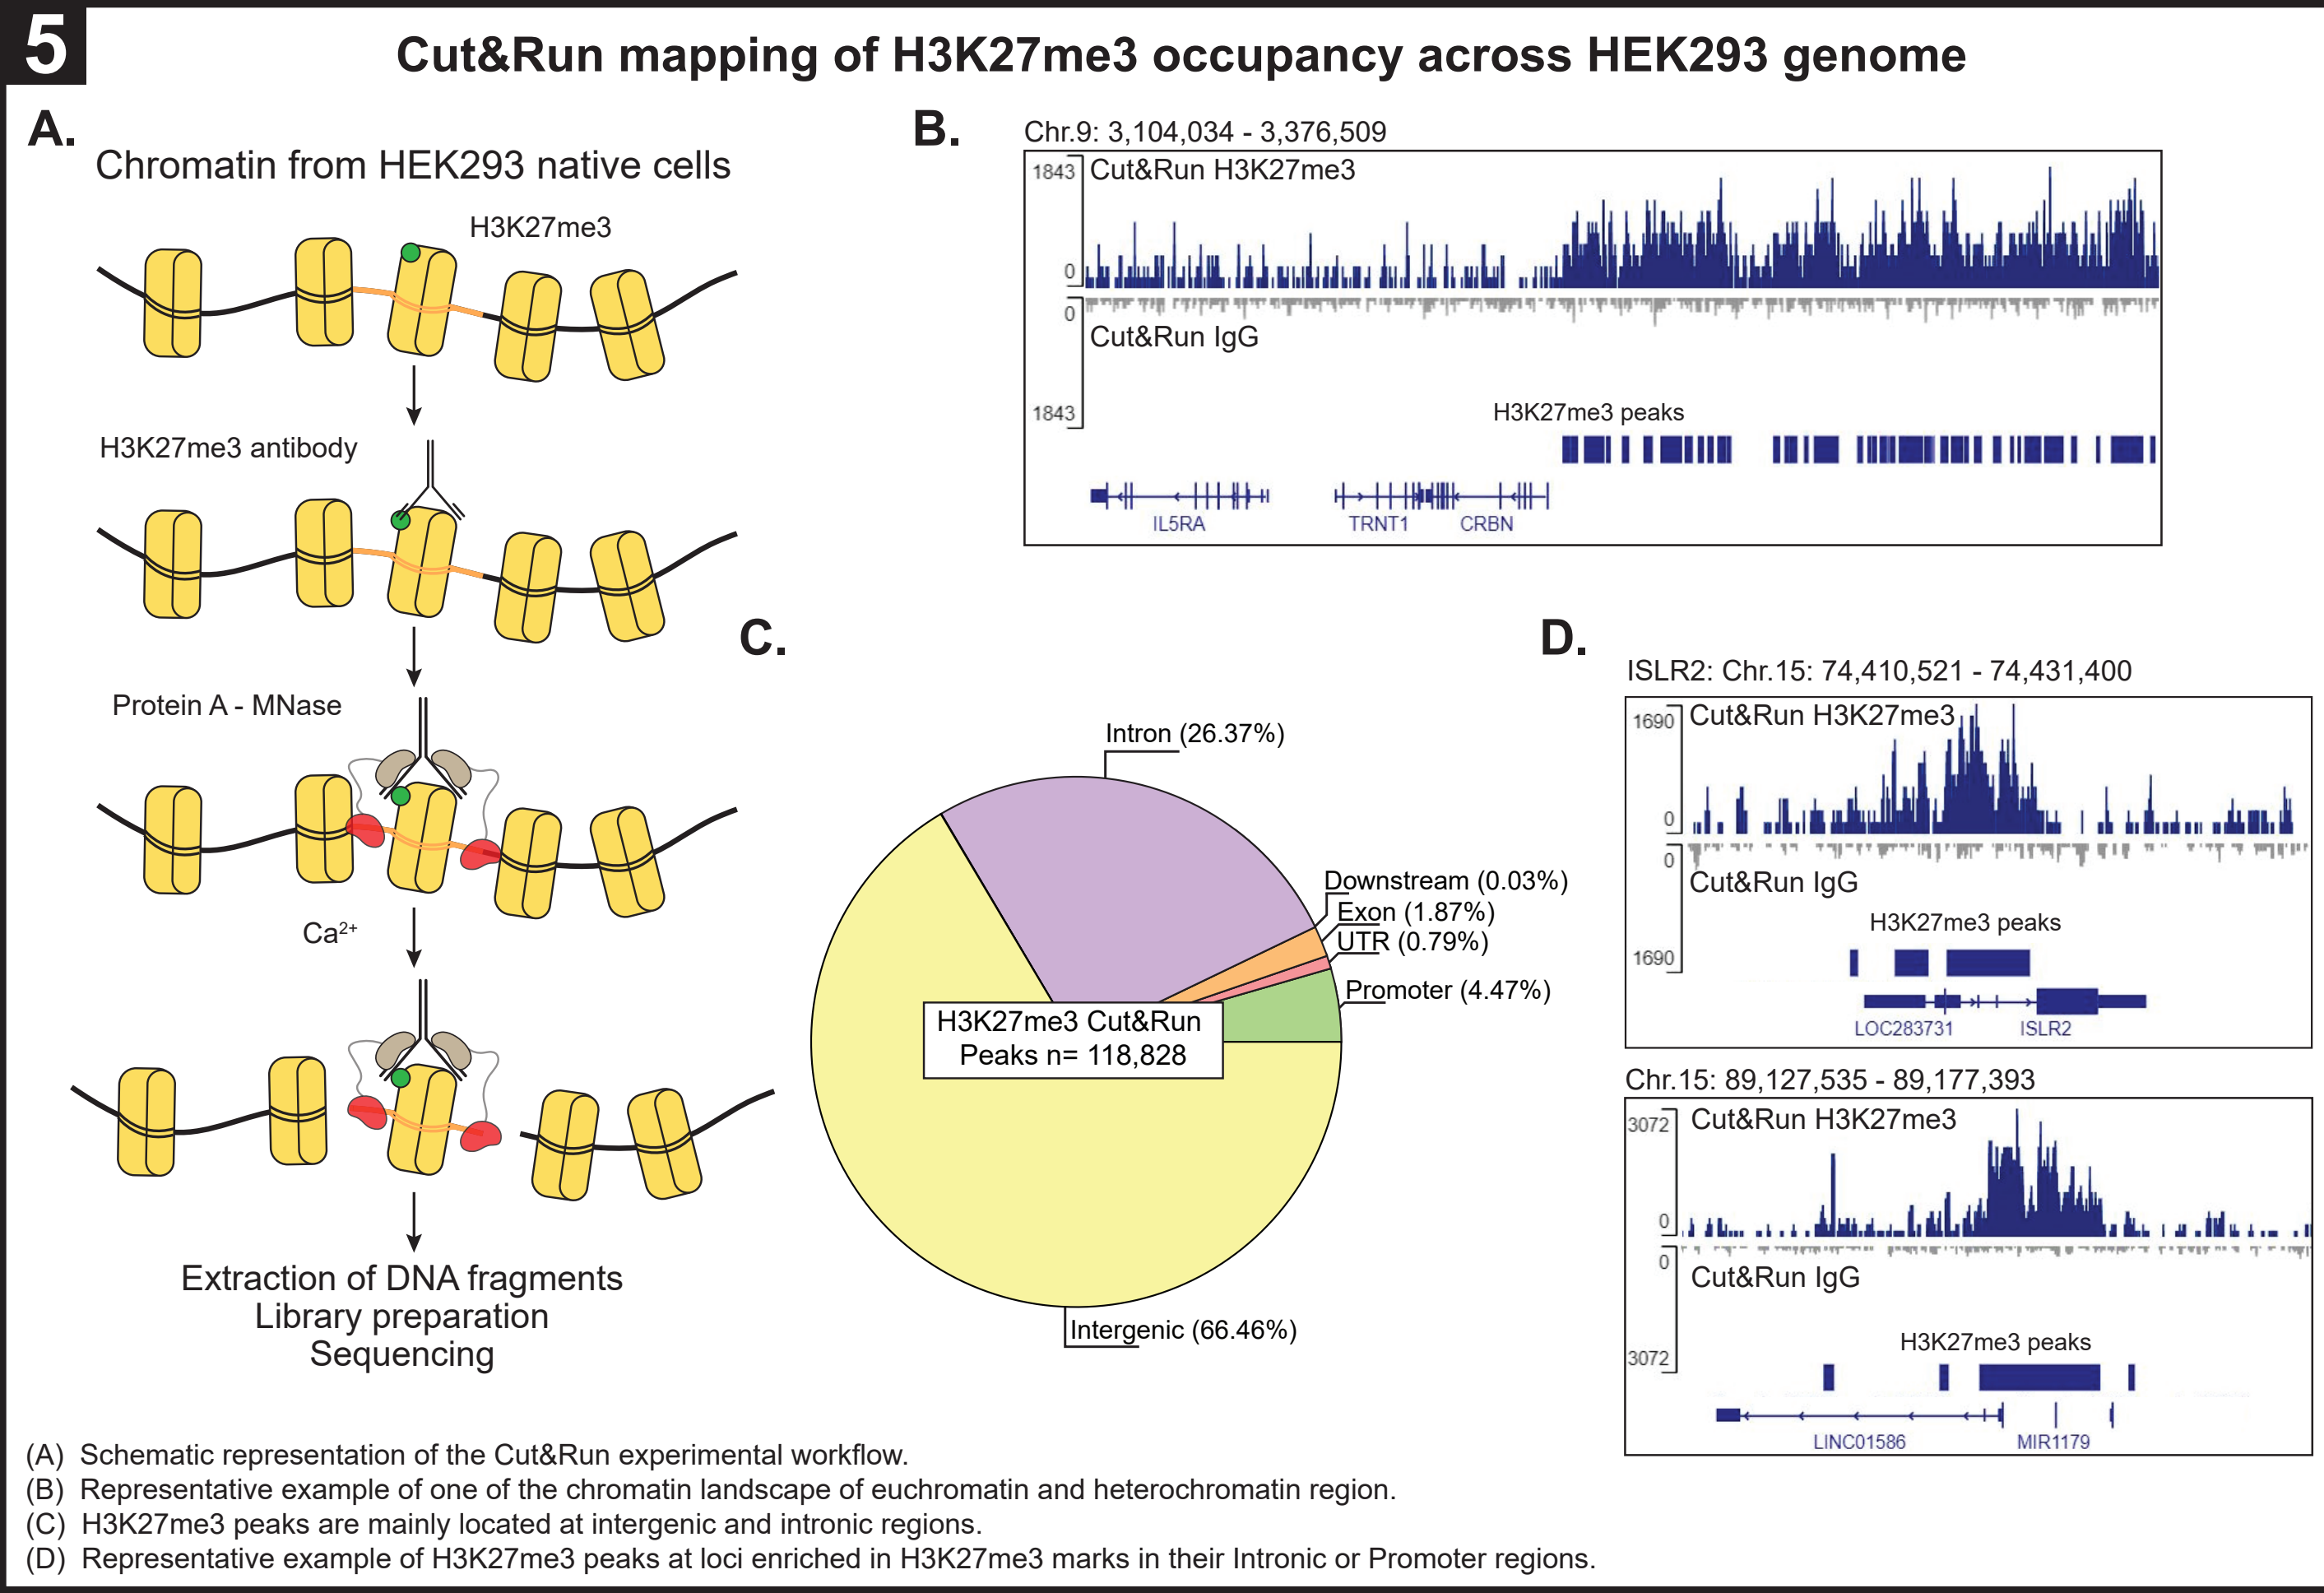 5
Cut&Run mapping of H3K27me3 occupancy across HEK293 genome
A.
Chromatin from HEK293 native cells
H3K27me3
H3K27me3 antibody
Protein A - MNase
Ca²⁺
Extraction of DNA fragments
Library preparation
Sequencing
B.
Chr.9: 3,104,034 - 3,376,509
1843
Cut&Run H3K27me3
0
0
Cut&Run IgG
1843
H3K27me3 peaks
IL5RA
TRNT1
CRBN
C.
Intron (26.37%)
Downstream (0.03%)
Exon (1.87%)
UTR (0.79%)
Promoter (4.47%)
H3K27me3 Cut&Run
Peaks n= 118,828
Intergenic (66.46%)
D.
ISLR2: Chr.15: 74,410,521 - 74,431,400
1690
Cut&Run H3K27me3
0
0
Cut&Run IgG
H3K27me3 peaks
1690
LOC283731
ISLR2
Chr.15: 89,127,535 - 89,177,393
3072
Cut&Run H3K27me3
0
0
Cut&Run IgG
H3K27me3 peaks
3072
LINC01586
MIR1179
(A) Schematic representation of the Cut&Run experimental workflow.
(B) Representative example of one of the chromatin landscape of euchromatin and heterochromatin region.
(C) H3K27me3 peaks are mainly located at intergenic and intronic regions.
(D) Representative example of H3K27me3 peaks at loci enriched in H3K27me3 marks in their Intronic or Promoter regions.